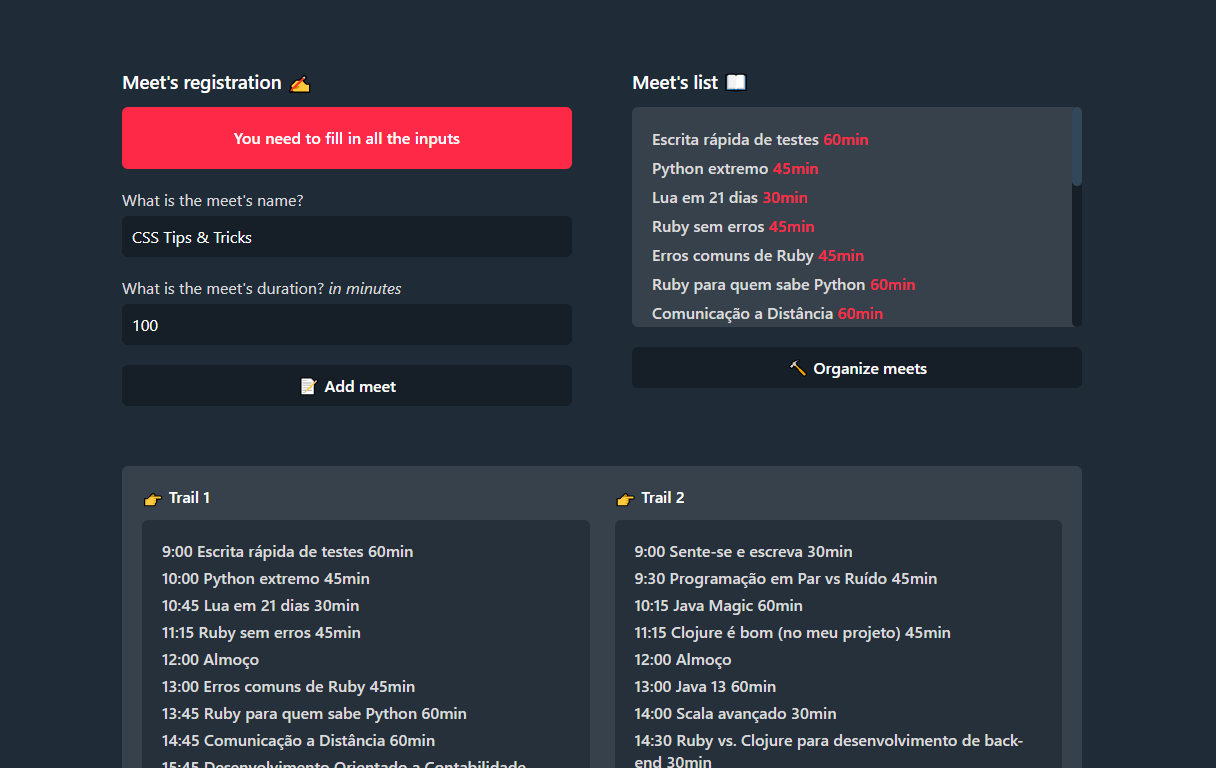 Meet's registration ✍️
You need to fill in all the inputs
What is the meet's name?
CSS Tips & Tricks
What is the meet's duration? in minutes
100
📝 Add meet
Meet's list 📖
Escrita rápida de testes 60min
Python extremo 45min
Lua em 21 dias 30min
Ruby sem erros 45min
Erros comuns de Ruby 45min
Ruby para quem sabe Python 60min
Comunicação a Distância 60min
🔨 Organize meets
👉 Trail 1
9:00 Escrita rápida de testes 60min
10:00 Python extremo 45min
10:45 Lua em 21 dias 30min
11:15 Ruby sem erros 45min
12:00 Almoço
13:00 Erros comuns de Ruby 45min
13:45 Ruby para quem sabe Python 60min
14:45 Comunicação a Distância 60min
15:45 Desenvolvimento Orientado a Contabilidade
👉 Trail 2
9:00 Sente-se e escreva 30min
9:30 Programação em Par vs Ruído 45min
10:15 Java Magic 60min
11:15 Clojure é bom (no meu projeto) 45min
12:00 Almoço
13:00 Java 13 60min
14:00 Scala avançado 30min
14:30 Ruby vs. Clojure para desenvolvimento de back-
end 30min